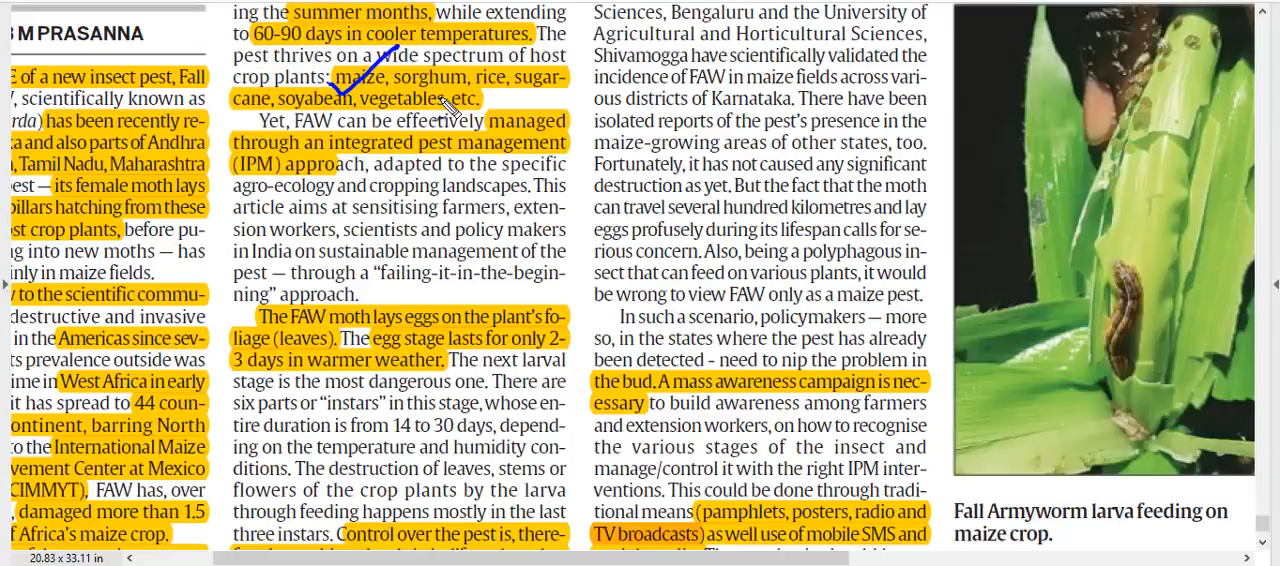 M PRASANNA
E of a new insect pest, Fall
, scientifically known as
rda) has been recently re-
ka and also parts of Andhra
, Tamil Nadu, Maharashtra
est — its female moth lays
pillars hatching from these
st crop plants, before pu-
ng into new moths — has
inly in maize fields.
to the scientific commu-
destructive and invasive
in the Americas since sev-
ts prevalence outside was
ime in West Africa in early
it has spread to 44 coun-
ontinent, barring North
to the International Maize
vement Center at Mexico
CIMMYT), FAW has, over
, damaged more than 1.5
f Africa's maize crop.
ing the summer months, while extending
to 60-90 days in cooler temperatures. The
pest thrives on a wide spectrum of host
crop plants: maize, sorghum, rice, sugar-
cane, soyabean, vegetables, etc.
Yet, FAW can be effectively managed
through an integrated pest management
(IPM) approach, adapted to the specific
agro-ecology and cropping landscapes. This
article aims at sensitising farmers, exten-
sion workers, scientists and policy makers
in India on sustainable management of the
pest — through a “failing-it-in-the-begin-
ning” approach.
The FAW moth lays eggs on the plant's fo-
liage (leaves). The egg stage lasts for only 2-
3 days in warmer weather. The next larval
stage is the most dangerous one. There are
six parts or “instars” in this stage, whose en-
tire duration is from 14 to 30 days, depend-
ing on the temperature and humidity con-
ditions. The destruction of leaves, stems or
flowers of the crop plants by the larva
through feeding happens mostly in the last
three instars. Control over the pest is, there-
Sciences, Bengaluru and the University of
Agricultural and Horticultural Sciences,
Shivamogga have scientifically validated the
incidence of FAW in maize fields across vari-
ous districts of Karnataka. There have been
isolated reports of the pest's presence in the
maize-growing areas of other states, too.
Fortunately, it has not caused any significant
destruction as yet. But the fact that the moth
can travel several hundred kilometres and lay
eggs profusely during its lifespan calls for se-
rious concern. Also, being a polyphagous in-
sect that can feed on various plants, it would
be wrong to view FAW only as a maize pest.
In such a scenario, policymakers — more
so, in the states where the pest has already
been detected - need to nip the problem in
the bud. A mass awareness campaign is nec-
essary to build awareness among farmers
and extension workers, on how to recognise
the various stages of the insect and
manage/control it with the right IPM inter-
ventions. This could be done through tradi-
tional means (pamphlets, posters, radio and
TV broadcasts) as well use of mobile SMS and
Fall Armyworm larva feeding on
maize crop.
20.83 x 33.11 in